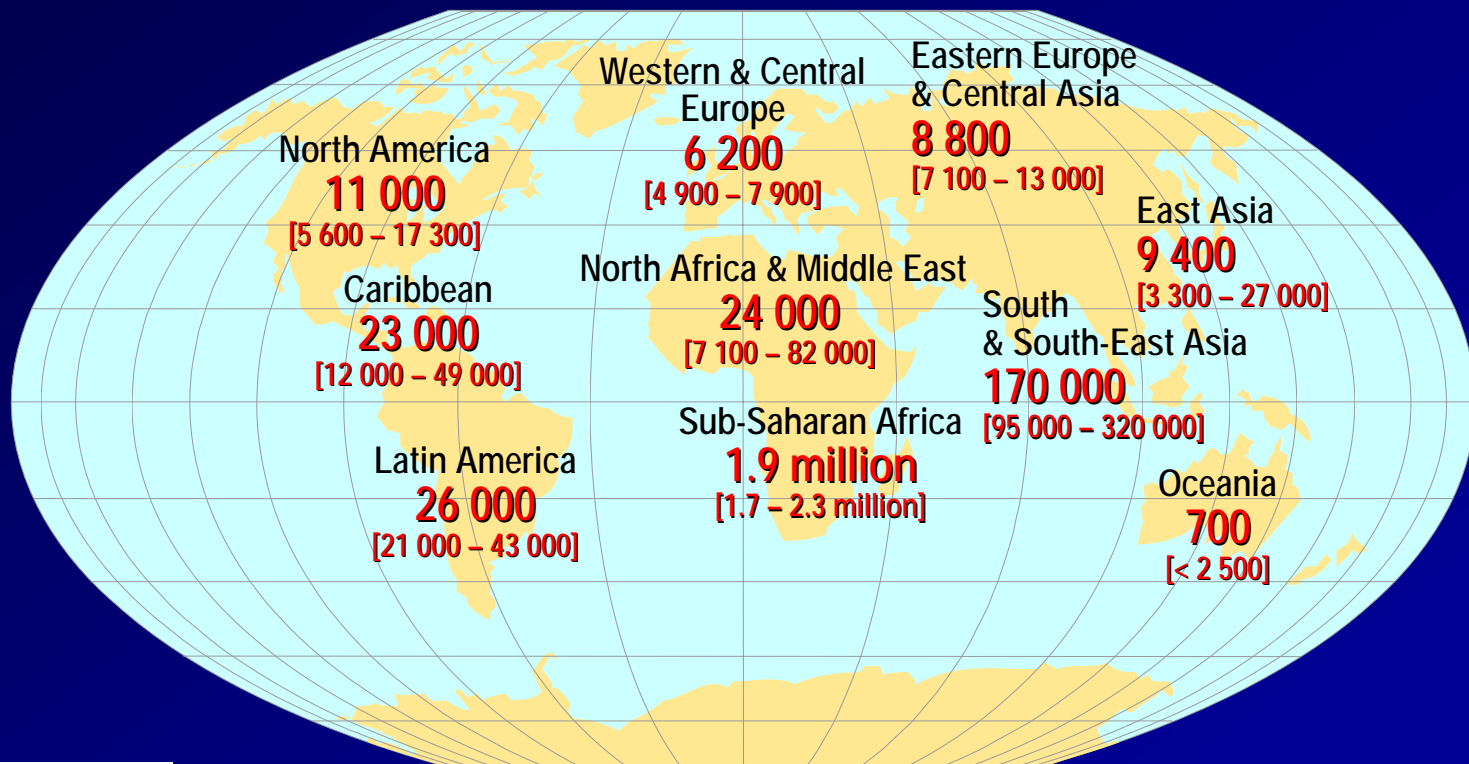 Western & Central
Europe
6 200
[4 900 – 7 900]
Eastern Europe
& Central Asia
8 800
[7 100 – 13 000]
North America
11 000
[5 600 – 17 300]
East Asia
9 400
[3 300 – 27 000]
Caribbean
23 000
[12 000 – 49 000]
North Africa & Middle East
24 000
[7 100 – 82 000]
South
& South-East Asia
170 000
[95 000 – 320 000]
Sub-Saharan Africa
1.9 million
[1.7 – 2.3 million]
Latin America
26 000
[21 000 – 43 000]
Oceania
700
[< 2 500]